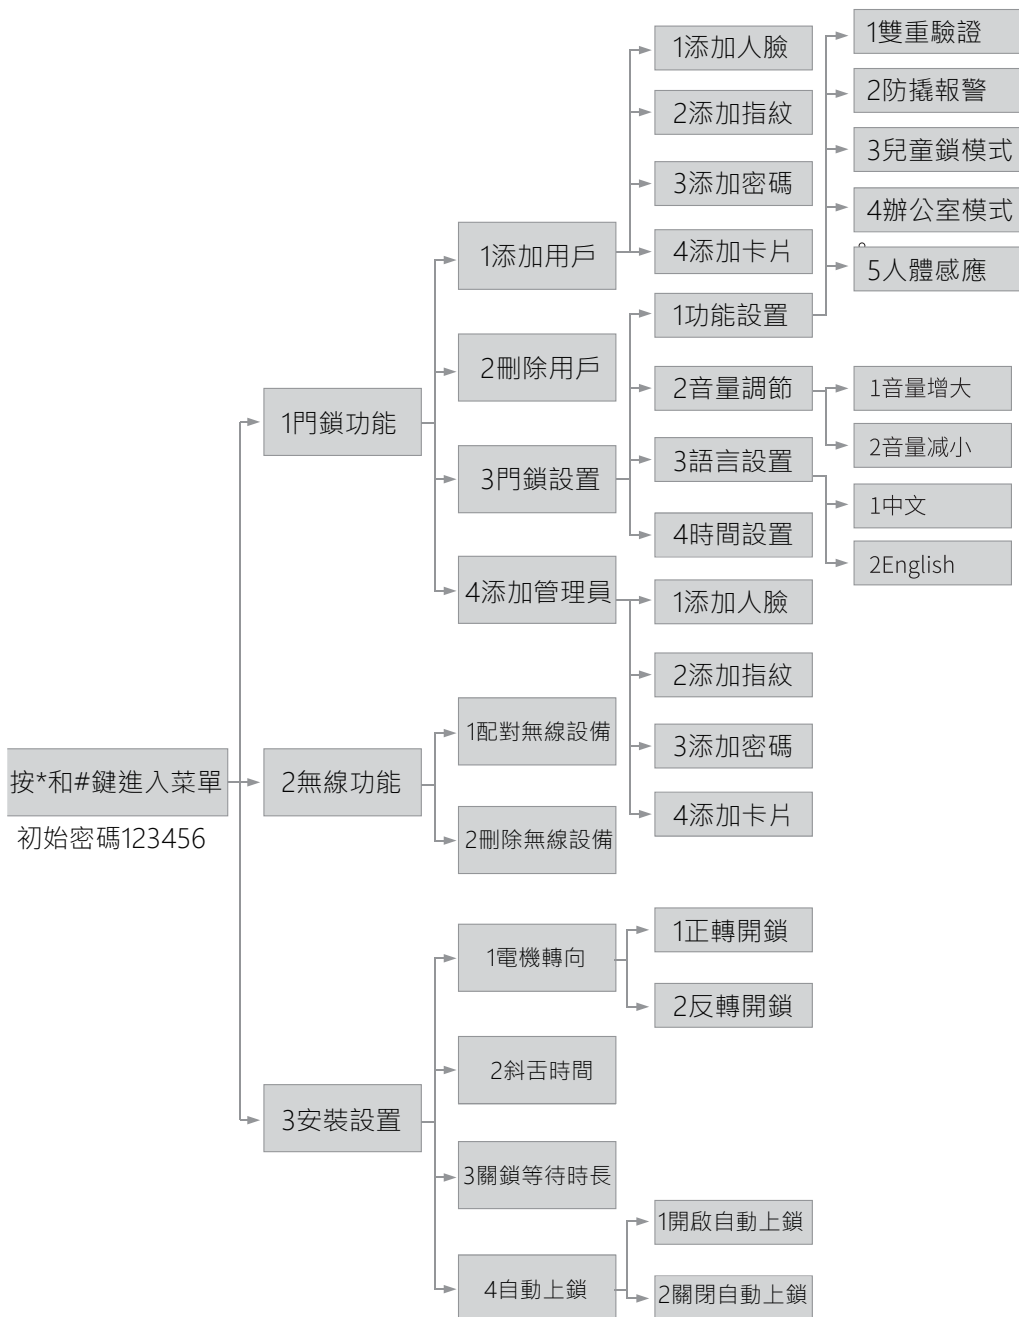 按*和#鍵進入菜單
初始密碼123456
1門鎖功能
1添加用戶
1添加人臉
2添加指紋
3添加密碼
4添加卡片
2刪除用戶
3門鎖設置
1功能設置
1雙重驗證
2防撬報警
3兒童鎖模式
4辦公室模式
。
5人體感應
2音量調節
1音量增大
2音量减小
3語言設置
1中文
2English
4時間設置
4添加管理員
1添加人臉
2添加指紋
3添加密碼
4添加卡片
2無線功能
1配對無線設備
2刪除無線設備
3安裝設置
1電機轉向
1正轉開鎖
2反轉開鎖
2斜舌時間
3關鎖等待時長
4自動上鎖
1開啟自動上鎖
2關閉自動上鎖